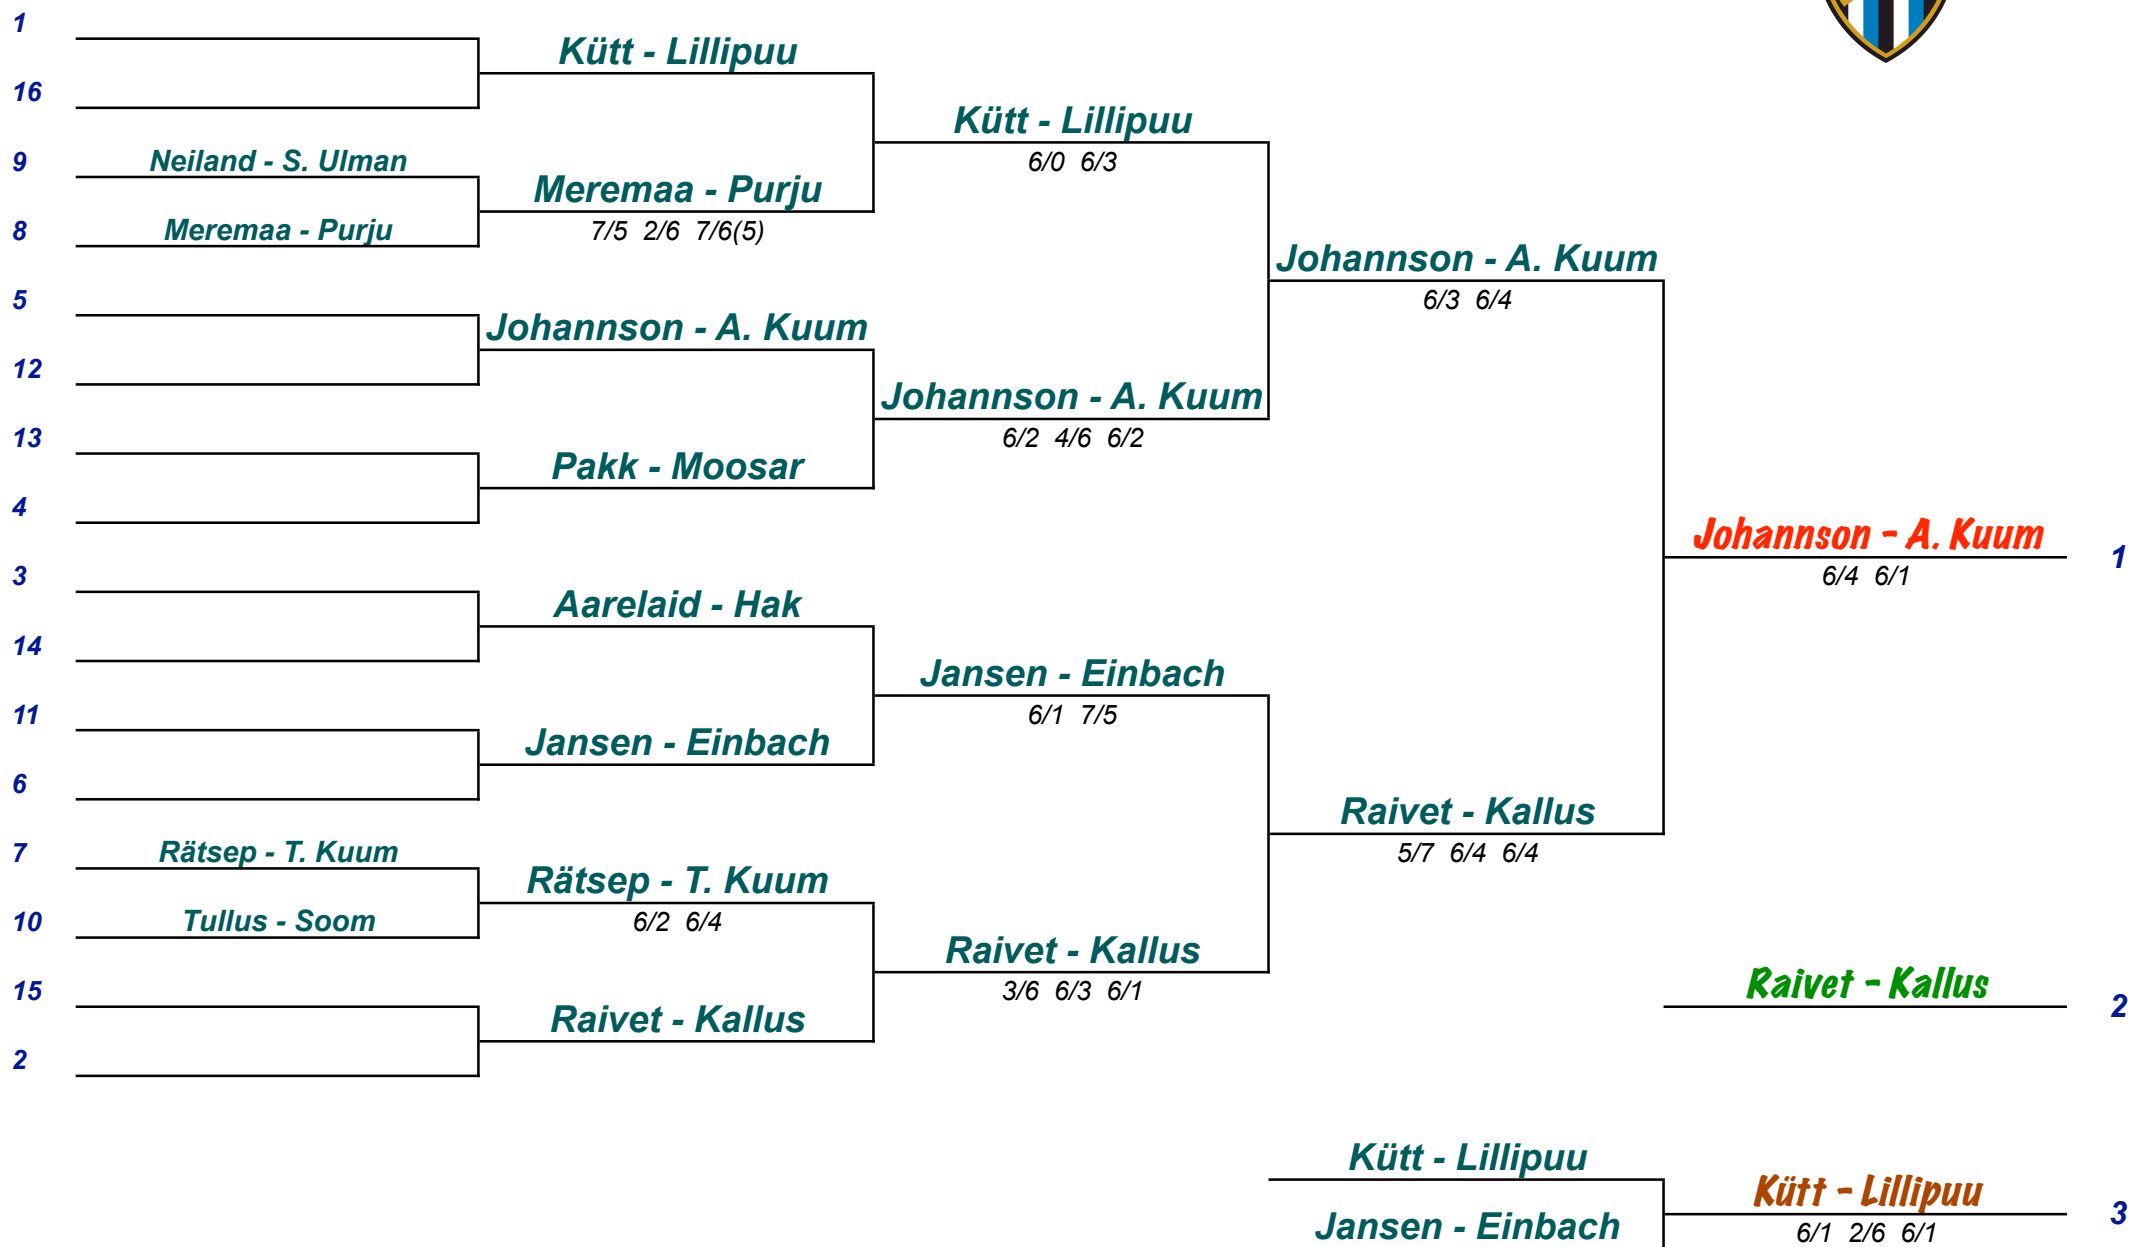 1
Kütt - Lillipuu
16
Kütt - Lillipuu
6/0 6/3
9 Neiland - S. Ulman
Meremaa - Purju
7/5 2/6 7/6(5)
8 Meremaa - Purju
Johannson - A. Kuum
6/3 6/4
5
Johannson - A. Kuum
12
Johannson - A. Kuum
6/2 4/6 6/2
13
Pakk - Moosar
4
Johannson - A. Kuum 1
6/4 6/1
3
Aarelaid - Hak
14
Jansen - Einbach
6/1 7/5
11
Jansen - Einbach
6
Raivet - Kallus
5/7 6/4 6/4
7 Rätsep - T. Kuum
Rätsep - T. Kuum
6/2 6/4
10 Tullus - Soom
Raivet - Kallus
3/6 6/3 6/1
15
Raivet - Kallus 2
Raivet - Kallus
2
Kütt - Lillipuu
Kütt - Lillipuu 3
6/1 2/6 6/1
Jansen - Einbach